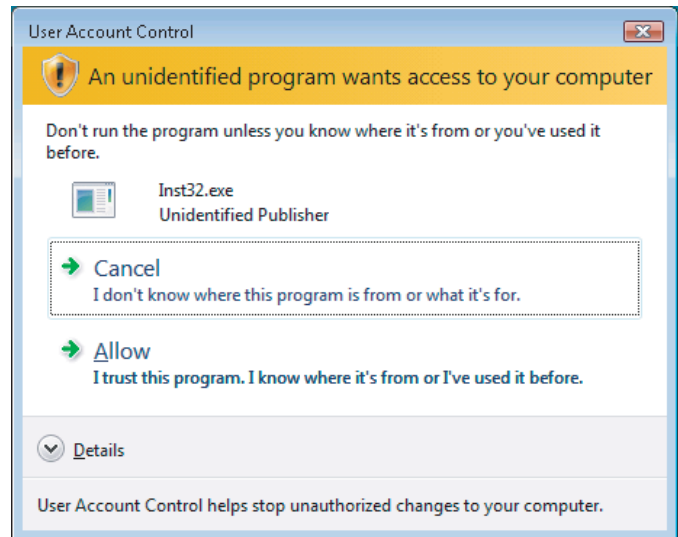 User Account Control
An unidentified program wants access to your computer
Don't run the program unless you know where it's from or you've used it
before.
Inst32.exe
Unidentified Publisher
Cancel
I don't know where this program is from or what it's for.
Allow
I trust this program. I know where it's from or I've used it before.
Details
User Account Control helps stop unauthorized changes to your computer.